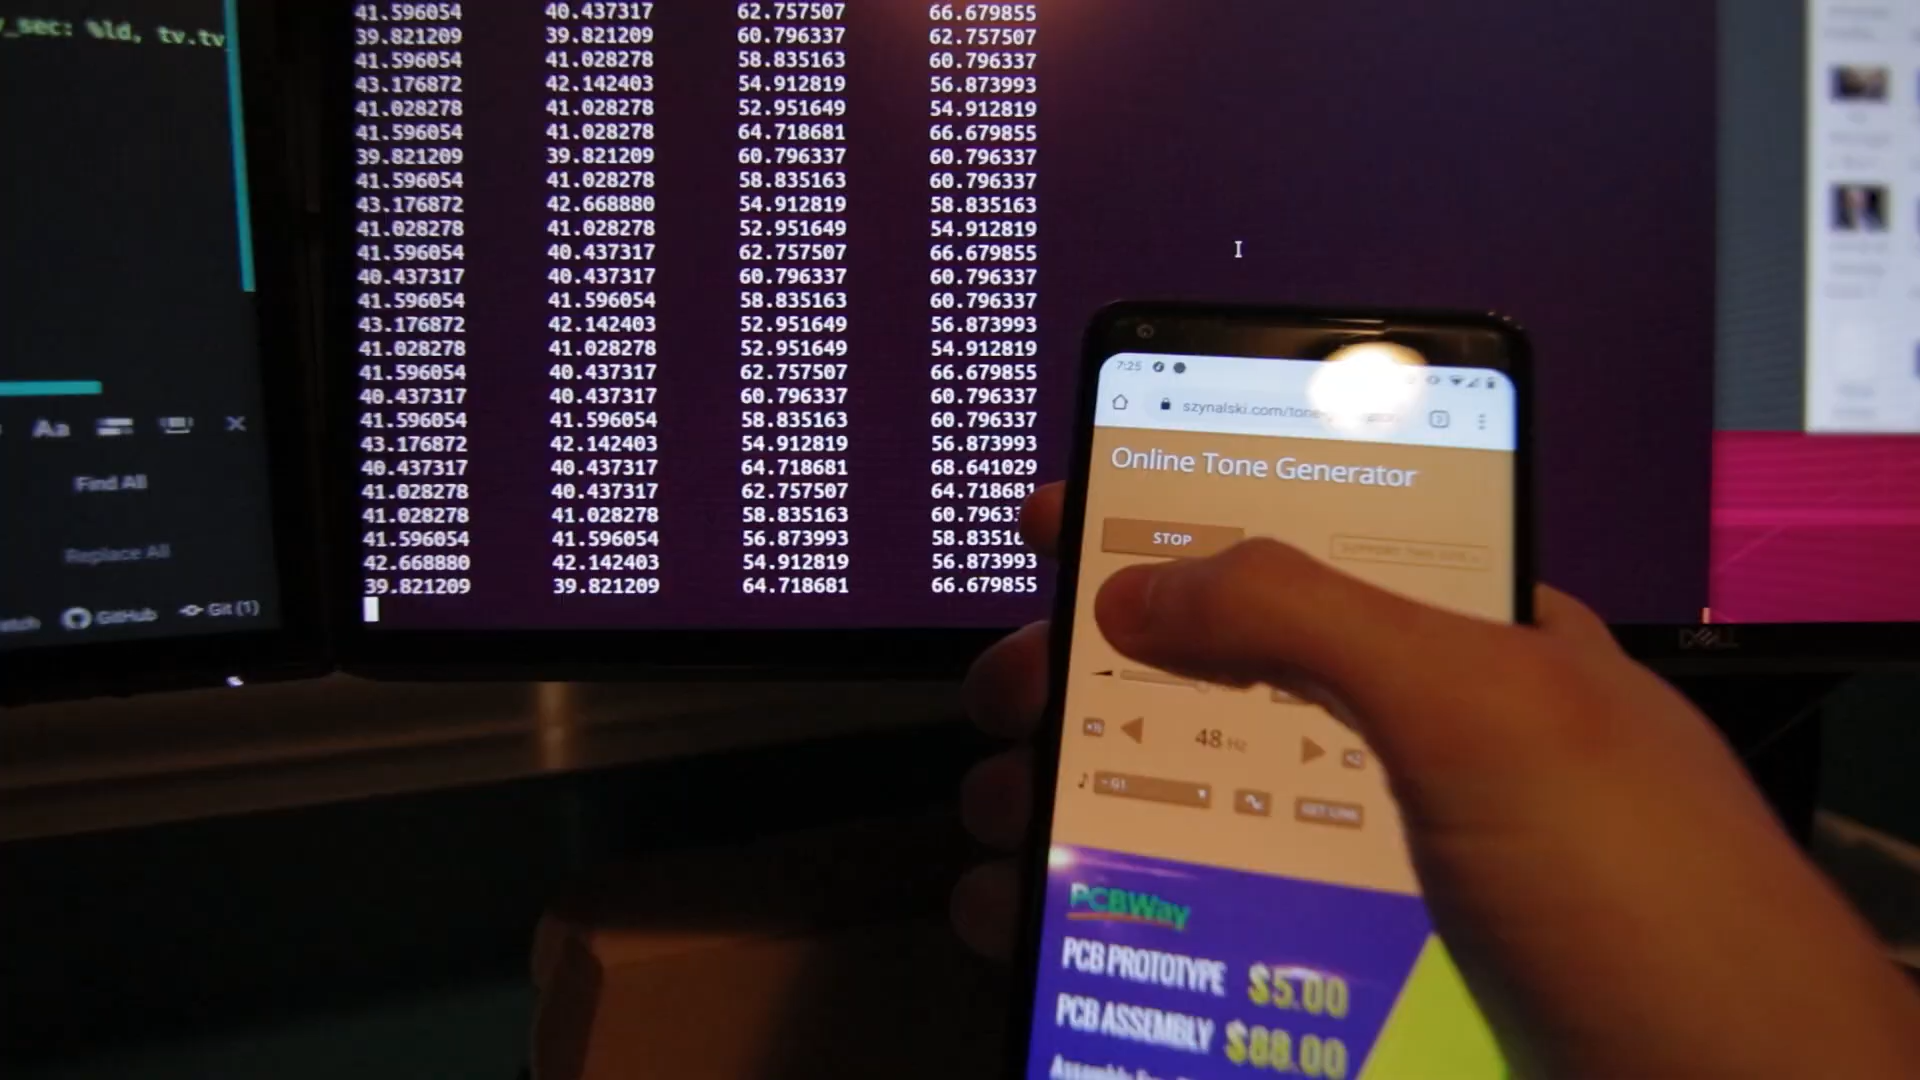 _sec: %ld, tv.tv_
41.596054 40.437317 62.757507 66.679855
39.821209 39.821209 60.796337 62.757507
41.596054 41.028278 58.835163 60.796337
43.176872 42.142403 54.912819 56.873993
41.028278 41.028278 52.951649 54.912819
41.596054 41.028278 64.718681 66.679855
39.821209 39.821209 60.796337 60.796337
41.596054 41.028278 58.835163 60.796337
43.176872 42.668880 54.912819 58.835163
41.028278 41.028278 52.951649 54.912819
41.596054 40.437317 62.757507 66.679855
40.437317 40.437317 60.796337 60.796337
41.596054 41.596054 58.835163 60.796337
43.176872 42.142403 52.951649 56.873993
41.028278 41.028278 52.951649 54.912819
41.596054 40.437317 62.757507 66.679855
40.437317 40.437317 60.796337 60.796337
41.596054 41.596054 58.835163 60.796337
43.176872 42.142403 54.912819 56.873993
40.437317 40.437317 64.718681 68.641029
41.028278 40.437317 62.757507 64.718681
41.028278 41.028278 58.835163 60.7963
41.596054 41.596054 56.873993 58.8351
42.668880 42.142403 54.912819 56.873993
39.821209 39.821209 64.718681 66.679855
Aa
Find All
Replace All
GitHub Git (1)
DELL
7:25
szynalski.com/tone
Online Tone Generator
STOP
48 Hz
~ G1
GET LINK
PCBWay
PCB PROTOTYPE $5.00
PCB ASSEMBLY $88.00